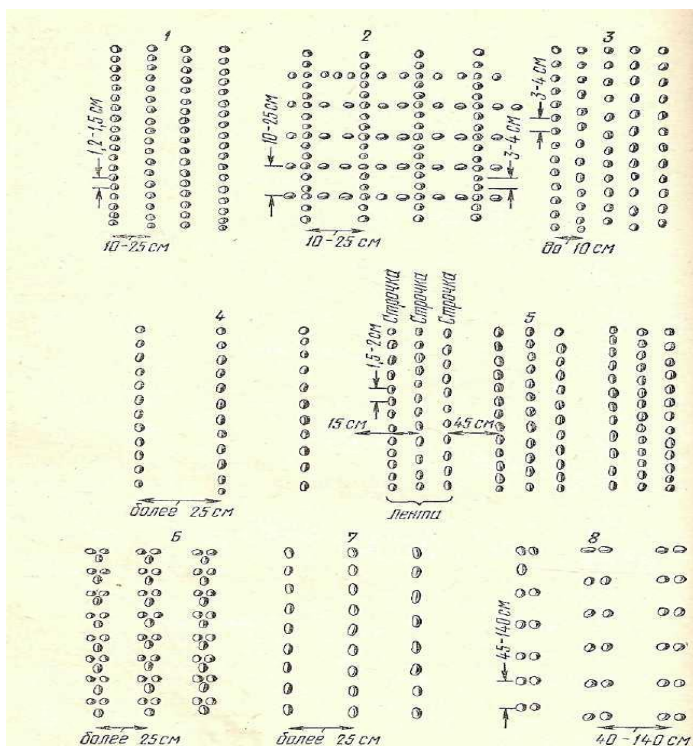 1
1,2-1,5 см
10-25 см
2
10-25 см
3-4 см
10-25 см
3
3-4 см
до 10 см
4
более 25 см
Строчка
Строчка
Строчка
1,5-2 см
15 см
45 см
Лента
5
6
более 25 см
7
более 25 см
8
45-140 см
40-140 см